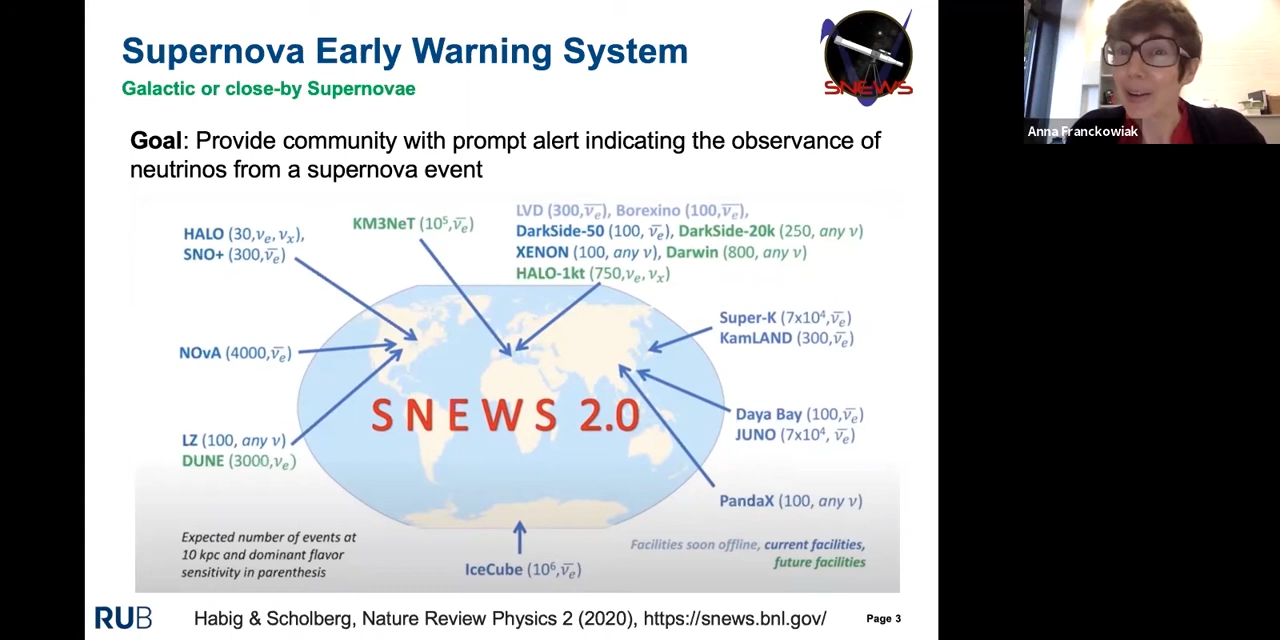 Supernova Early Warning System
Galactic or close-by Supernovae
SNEWS
Anna Franckowiak
Goal: Provide community with prompt alert indicating the observance of
neutrinos from a supernova event
LVD (300,ν̅ₑ), Borexino (100,ν̅ₑ),
KM3NeT (10⁵,ν̅ₑ)
DarkSide-50 (100, ν̅ₑ), DarkSide-20k (250, any ν)
HALO (30,νₑ, νₓ),
SNO+ (300,ν̅ₑ)
XENON (100, any ν), Darwin (800, any ν)
HALO-1kt (750,νₑ, νₓ)
Super-K (7x10⁴,ν̅ₑ)
KamLAND (300,ν̅ₑ)
NOvA (4000,ν̅ₑ)
SNEWS 2.0
Daya Bay (100,ν̅ₑ)
JUNO (7x10⁴, ν̅ₑ)
LZ (100, any ν)
DUNE (3000,νₑ)
PandaX (100, any ν)
Expected number of events at
10 kpc and dominant flavor
sensitivity in parenthesis
Facilities soon offline, current facilities,
future facilities
IceCube (10⁶,ν̅ₑ)
RUB
Habig & Scholberg, Nature Review Physics 2 (2020), https://snews.bnl.gov/
Page 3